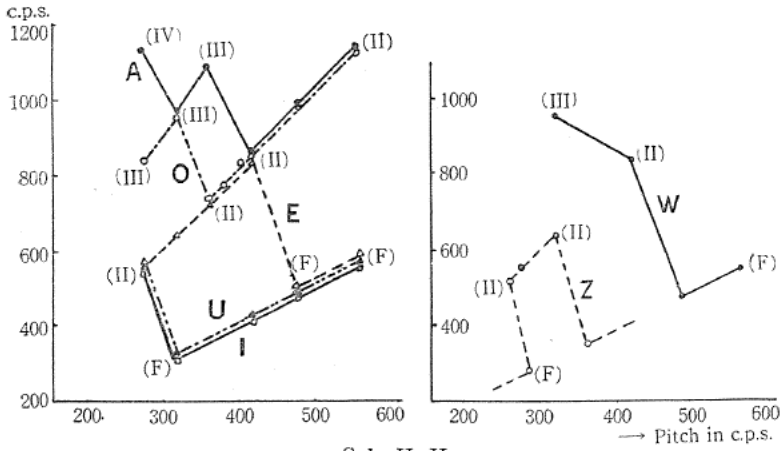 c.p.s.
1200
1000
800
600
400
200
(IV)
(III)
(II)
A
(III)
(III)
O
(II)
(II)
E
(II)
(F)
(F)
U
I
(F)
200 300 400 500 600
1000
800
600
400
(III)
(II)
W
(II)
(F)
(II)
Z
(F)
200 300 400 500 600
→ Pitch in c.p.s.